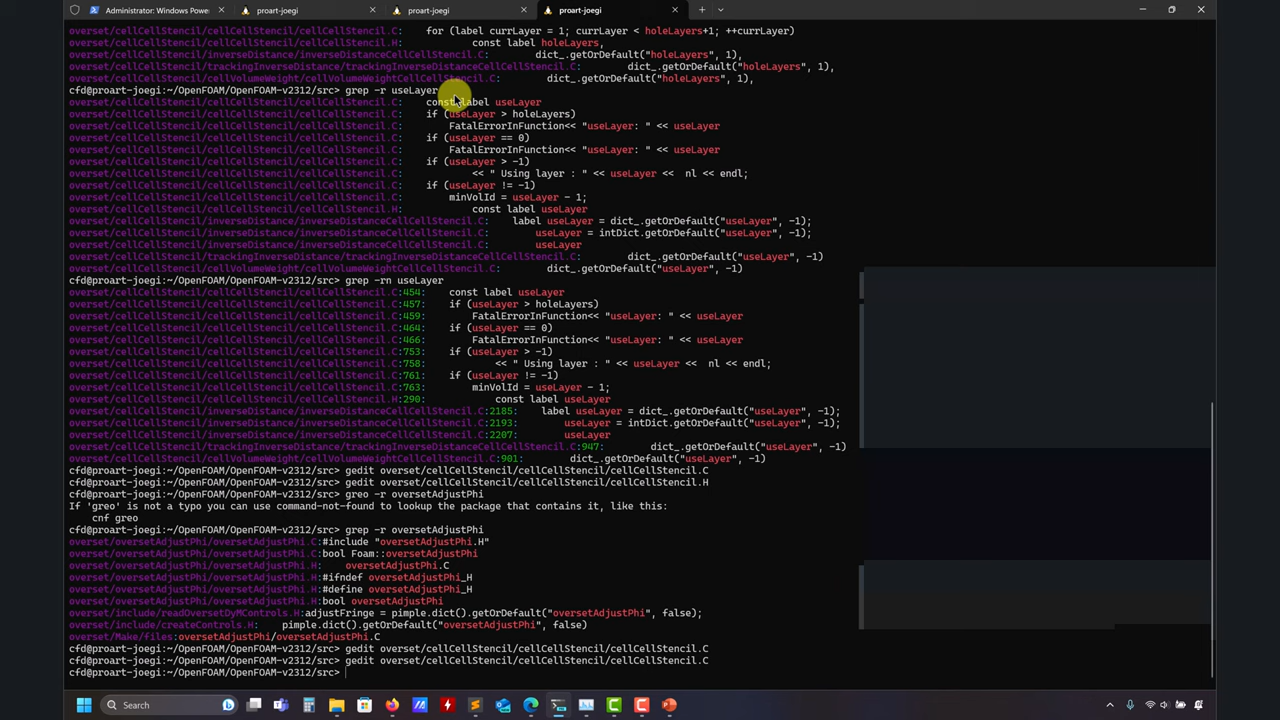 Administrator: Windows Powe
proart-joegi
proart-joegi
proart-joegi
overset/cellCellStencil/cellCellStencil/cellCellStencil.C:    for (label currLayer = 1; currLayer < holeLayers+1; ++currLayer)
overset/cellCellStencil/cellCellStencil/cellCellStencil.H:            const label holeLayers,
overset/cellCellStencil/inverseDistance/inverseDistanceCellCellStencil.C:        dict_.getOrDefault("holeLayers", 1),
overset/cellCellStencil/trackingInverseDistance/trackingInverseDistanceCellCellStencil.C:        dict_.getOrDefault("holeLayers", 1),
overset/cellCellStencil/cellVolumeWeight/cellVolumeWeightCellCellStencil.C:        dict_.getOrDefault("holeLayers", 1),
cfd@proart-joegi:~/OpenFOAM/OpenFOAM-v2312/src> grep -r useLayer
overset/cellCellStencil/cellCellStencil/cellCellStencil.C:    const label useLayer
overset/cellCellStencil/cellCellStencil/cellCellStencil.C:    if (useLayer > holeLayers)
overset/cellCellStencil/cellCellStencil/cellCellStencil.C:        FatalErrorInFunction<< "useLayer: " << useLayer
overset/cellCellStencil/cellCellStencil/cellCellStencil.C:    if (useLayer == 0)
overset/cellCellStencil/cellCellStencil/cellCellStencil.C:        FatalErrorInFunction<< "useLayer: " << useLayer
overset/cellCellStencil/cellCellStencil/cellCellStencil.C:    if (useLayer > -1)
overset/cellCellStencil/cellCellStencil/cellCellStencil.C:            << " Using layer : " << useLayer <<  nl << endl;
overset/cellCellStencil/cellCellStencil/cellCellStencil.C:    if (useLayer != -1)
overset/cellCellStencil/cellCellStencil/cellCellStencil.C:        minVolId = useLayer - 1;
overset/cellCellStencil/cellCellStencil/cellCellStencil.H:            const label useLayer
overset/cellCellStencil/inverseDistance/inverseDistanceCellCellStencil.C:    label useLayer = dict_.getOrDefault("useLayer", -1);
overset/cellCellStencil/inverseDistance/inverseDistanceCellCellStencil.C:        useLayer = intDict.getOrDefault("useLayer", -1);
overset/cellCellStencil/inverseDistance/inverseDistanceCellCellStencil.C:        useLayer
overset/cellCellStencil/trackingInverseDistance/trackingInverseDistanceCellCellStencil.C:        dict_.getOrDefault("useLayer", -1)
overset/cellCellStencil/cellVolumeWeight/cellVolumeWeightCellCellStencil.C:        dict_.getOrDefault("useLayer", -1)
cfd@proart-joegi:~/OpenFOAM/OpenFOAM-v2312/src> grep -rn useLayer
overset/cellCellStencil/cellCellStencil/cellCellStencil.C:454:    const label useLayer
overset/cellCellStencil/cellCellStencil/cellCellStencil.C:457:    if (useLayer > holeLayers)
overset/cellCellStencil/cellCellStencil/cellCellStencil.C:459:        FatalErrorInFunction<< "useLayer: " << useLayer
overset/cellCellStencil/cellCellStencil/cellCellStencil.C:464:    if (useLayer == 0)
overset/cellCellStencil/cellCellStencil/cellCellStencil.C:466:        FatalErrorInFunction<< "useLayer: " << useLayer
overset/cellCellStencil/cellCellStencil/cellCellStencil.C:753:    if (useLayer > -1)
overset/cellCellStencil/cellCellStencil/cellCellStencil.C:758:            << " Using layer : " << useLayer <<  nl << endl;
overset/cellCellStencil/cellCellStencil/cellCellStencil.C:761:    if (useLayer != -1)
overset/cellCellStencil/cellCellStencil/cellCellStencil.C:763:        minVolId = useLayer - 1;
overset/cellCellStencil/cellCellStencil/cellCellStencil.H:290:            const label useLayer
overset/cellCellStencil/inverseDistance/inverseDistanceCellCellStencil.C:2185:    label useLayer = dict_.getOrDefault("useLayer", -1);
overset/cellCellStencil/inverseDistance/inverseDistanceCellCellStencil.C:2193:        useLayer = intDict.getOrDefault("useLayer", -1);
overset/cellCellStencil/inverseDistance/inverseDistanceCellCellStencil.C:2207:        useLayer
overset/cellCellStencil/trackingInverseDistance/trackingInverseDistanceCellCellStencil.C:947:        dict_.getOrDefault("useLayer", -1)
overset/cellCellStencil/cellVolumeWeight/cellVolumeWeightCellCellStencil.C:901:        dict_.getOrDefault("useLayer", -1)
cfd@proart-joegi:~/OpenFOAM/OpenFOAM-v2312/src> gedit overset/cellCellStencil/cellCellStencil/cellCellStencil.C
cfd@proart-joegi:~/OpenFOAM/OpenFOAM-v2312/src> gedit overset/cellCellStencil/cellCellStencil/cellCellStencil.H
cfd@proart-joegi:~/OpenFOAM/OpenFOAM-v2312/src> greo -r oversetAdjustPhi
If 'greo' is not a typo you can use command-not-found to lookup the package that contains it, like this:
    cnf greo
cfd@proart-joegi:~/OpenFOAM/OpenFOAM-v2312/src> grep -r oversetAdjustPhi
overset/oversetAdjustPhi/oversetAdjustPhi.C:#include "oversetAdjustPhi.H"
overset/oversetAdjustPhi/oversetAdjustPhi.C:bool Foam::oversetAdjustPhi
overset/oversetAdjustPhi/oversetAdjustPhi.H:    oversetAdjustPhi.C
overset/oversetAdjustPhi/oversetAdjustPhi.H:#ifndef oversetAdjustPhi_H
overset/oversetAdjustPhi/oversetAdjustPhi.H:#define oversetAdjustPhi_H
overset/oversetAdjustPhi/oversetAdjustPhi.H:bool oversetAdjustPhi
overset/include/readOversetDyMControls.H:adjustFringe = pimple.dict().getOrDefault("oversetAdjustPhi", false);
overset/include/createControls.H:    pimple.dict().getOrDefault("oversetAdjustPhi", false)
overset/Make/files:oversetAdjustPhi/oversetAdjustPhi.C
cfd@proart-joegi:~/OpenFOAM/OpenFOAM-v2312/src> gedit overset/cellCellStencil/cellCellStencil/cellCellStencil.C
cfd@proart-joegi:~/OpenFOAM/OpenFOAM-v2312/src> gedit overset/cellCellStencil/cellCellStencil/cellCellStencil.C
cfd@proart-joegi:~/OpenFOAM/OpenFOAM-v2312/src>
Search